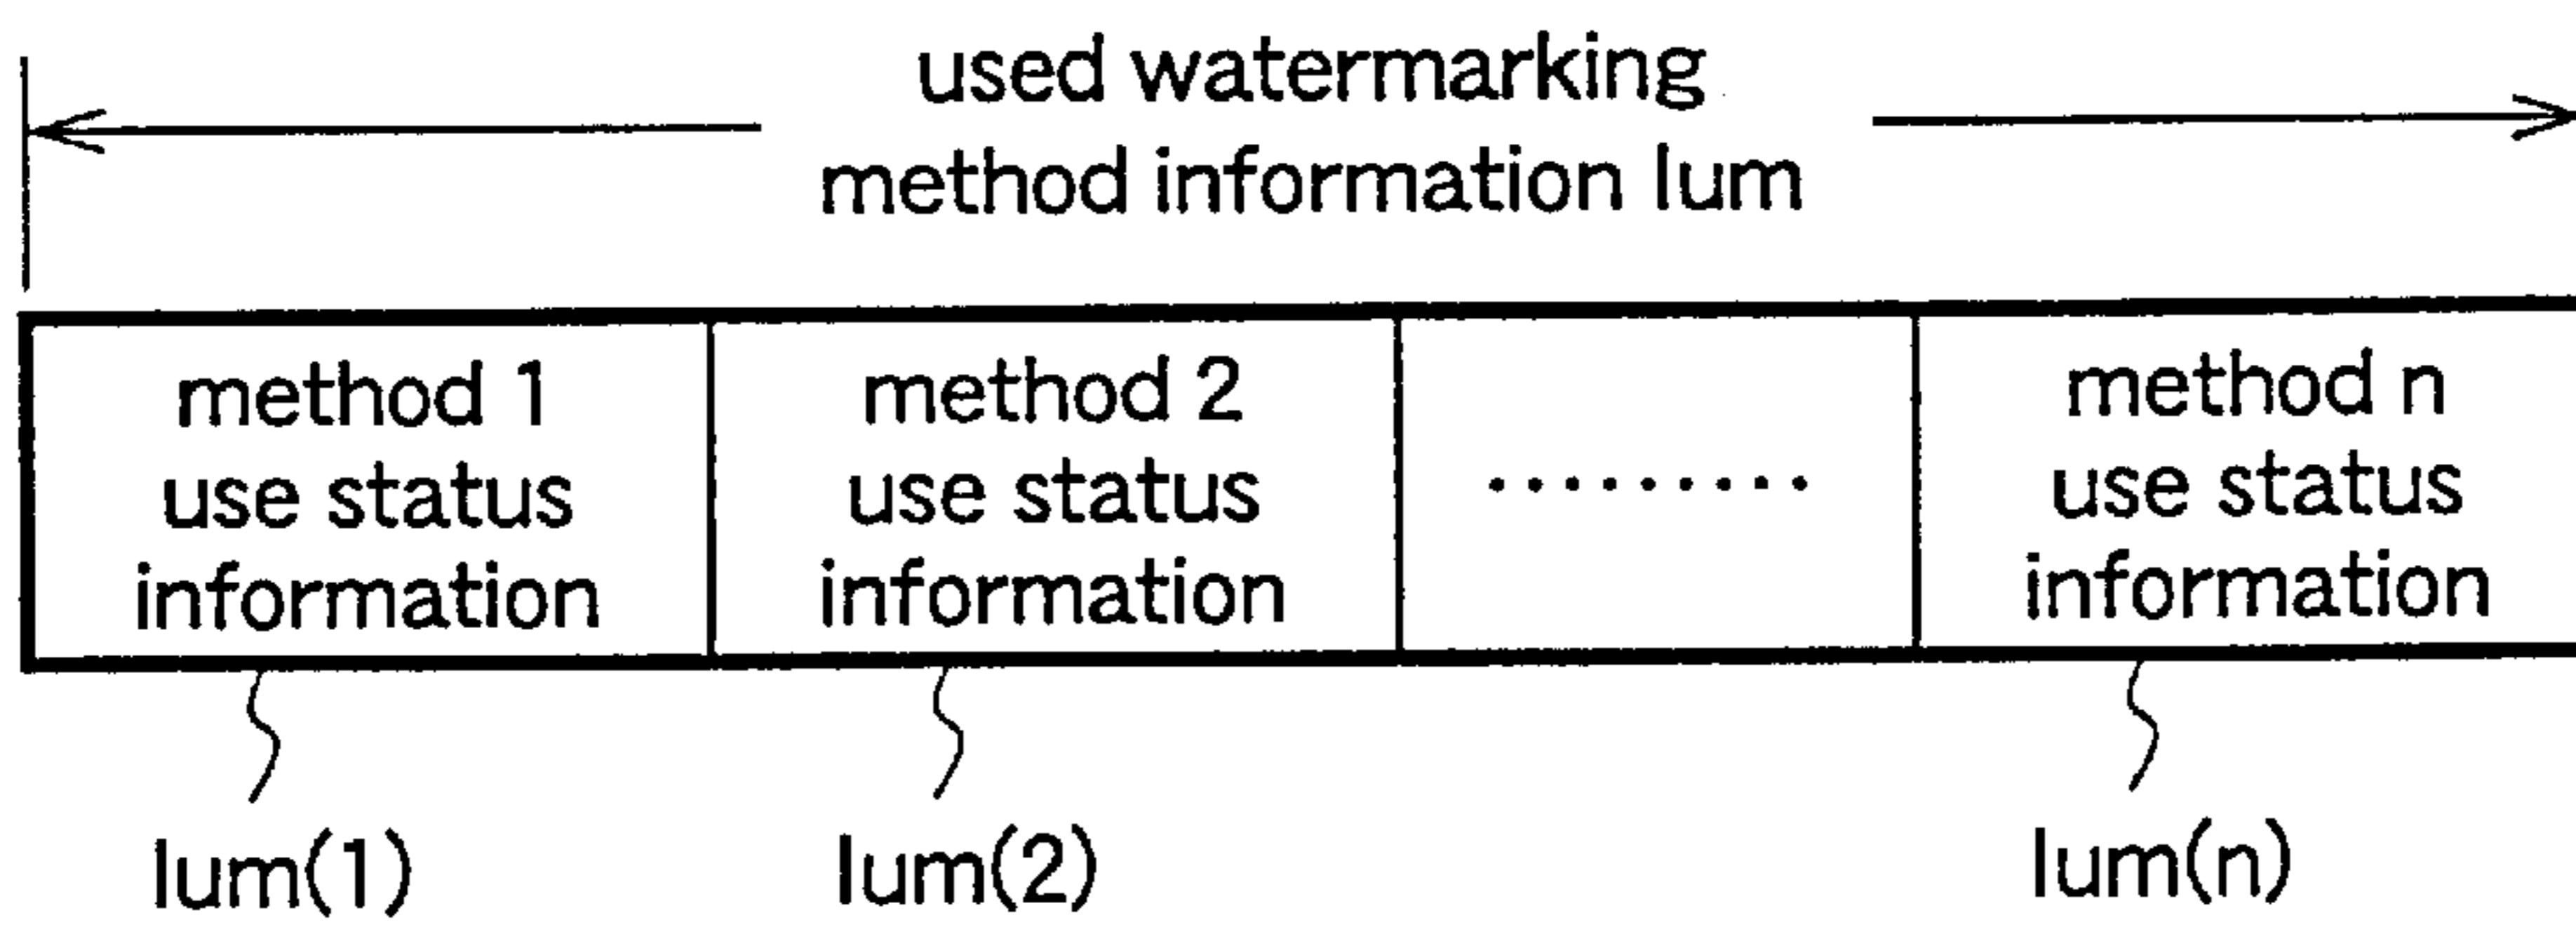 used watermarking
method information Ium
method 1
use status
information
method 2
use status
information
.........
method n
use status
information
Ium(1)
Ium(2)
Ium(n)